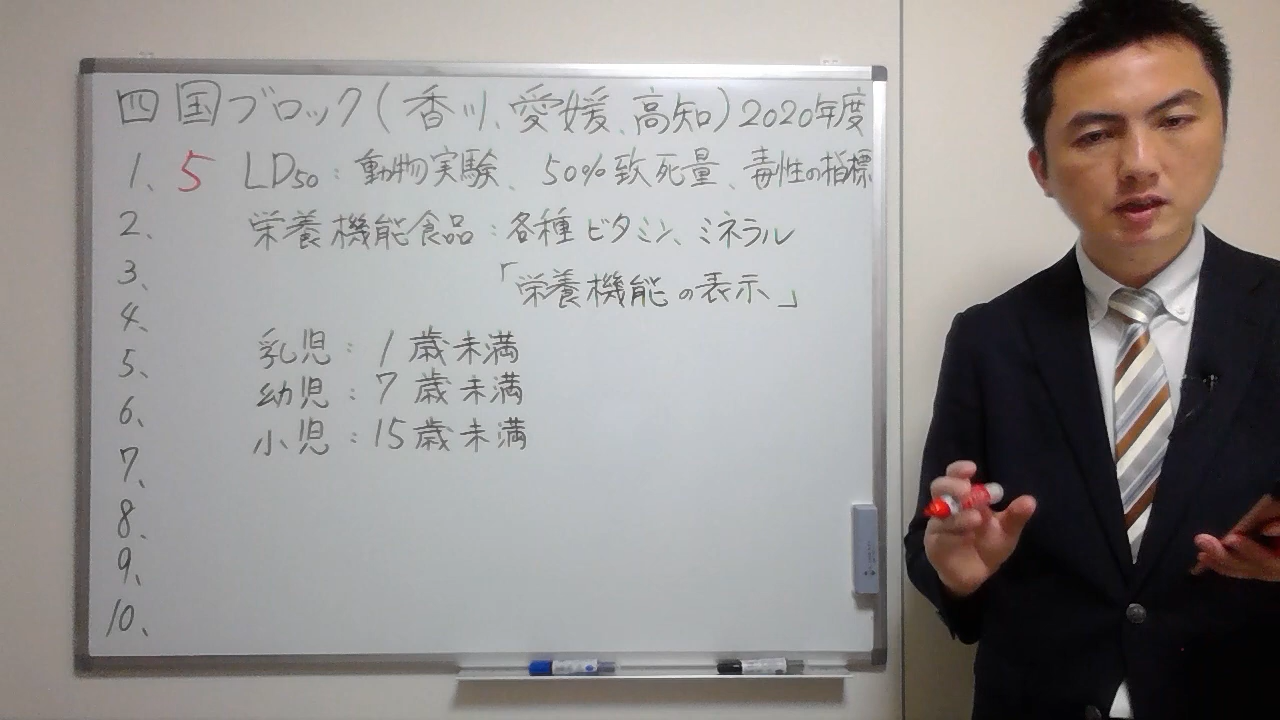 四国ブロック(香川、愛媛、高知)2020年度
1、5 LD50:動物実験、50%致死量、毒性の指標
2、 栄養機能食品:各種ビタミン、ミネラル
3、 「栄養機能の表示」
4、
乳児:1歳未満
5、
幼児:7歳未満
6、
小児:15歳未満
7、
8、
9、
10、